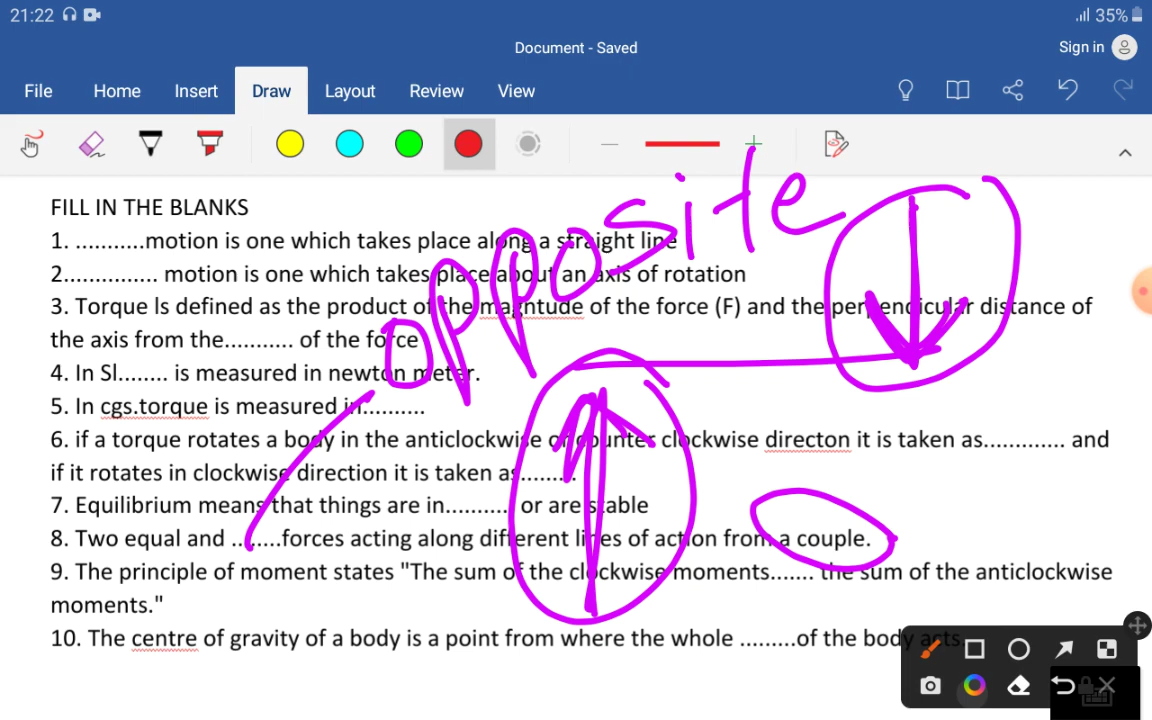 21:22
35%
Document - Saved
Sign in
File Home Insert Draw Layout Review View
opposite
FILL IN THE BLANKS
1. ...........motion is one which takes place along a straight line
2............... motion is one which takes place about an axis of rotation
3. Torque ls defined as the product of the magntude of the force (F) and the perpendicular distance of
the axis from the........... of the force
4. In Sl........ is measured in newton meter.
5. In cgs.torque is measured in..........
6. if a torque rotates a body in the anticlockwise or counter clockwise directon it is taken as............. and
if it rotates in clockwise direction it is taken as.........
7. Equilibrium means that things are in.......... or are stable
8. Two equal and ........forces acting along different lines of action from a couple.
9. The principle of moment states "The sum of the clockwise moments....... the sum of the anticlockwise
moments."
10. The centre of gravity of a body is a point from where the whole .........of the body acts.